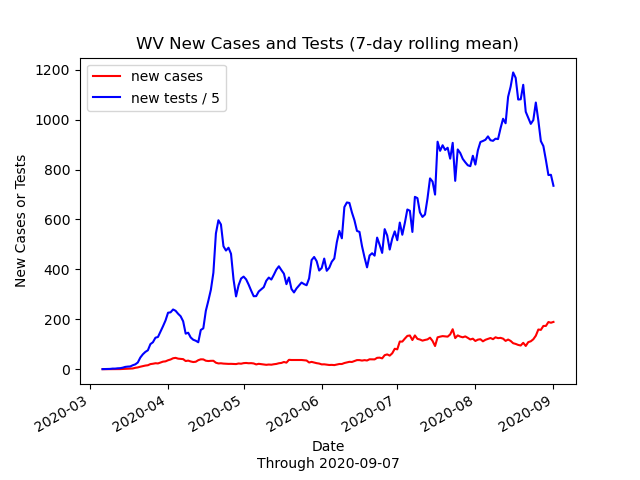 WV New Cases and Tests (7-day rolling mean)
new cases
new tests / 5
New Cases or Tests
1200
1000
800
600
400
200
0
2020-03
2020-04
2020-05
2020-06
2020-07
2020-08
2020-09
Date
Through 2020-09-07